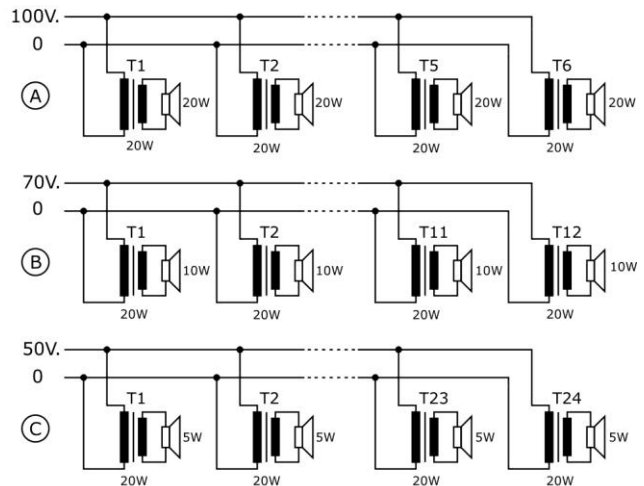 100V.
0
T1 T2 T5 T6
A
20W 20W 20W 20W
20W 20W 20W 20W
70V.
0
T1 T2 T11 T12
B
10W 10W 10W 10W
20W 20W 20W 20W
50V.
0
T1 T2 T23 T24
C
5W 5W 5W 5W
20W 20W 20W 20W